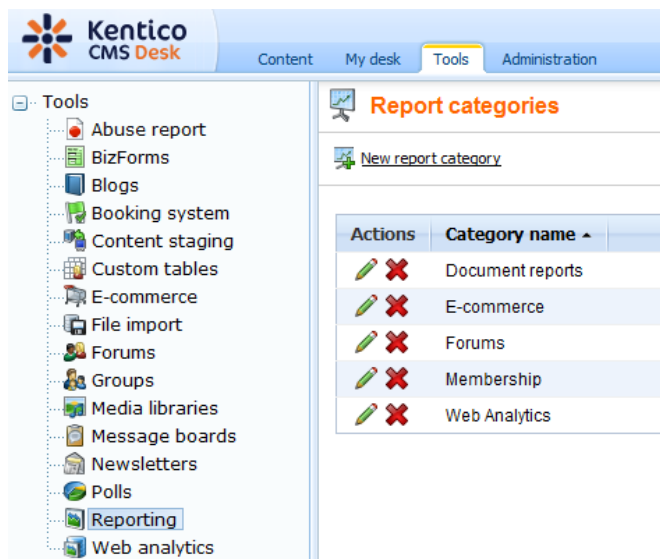 Kentico
CMS Desk
Content My desk Tools Administration
Tools
Abuse report
BizForms
Blogs
Booking system
Content staging
Custom tables
E-commerce
File import
Forums
Groups
Media libraries
Message boards
Newsletters
Polls
Reporting
Web analytics
Report categories
New report category
Actions Category name
Document reports
E-commerce
Forums
Membership
Web Analytics